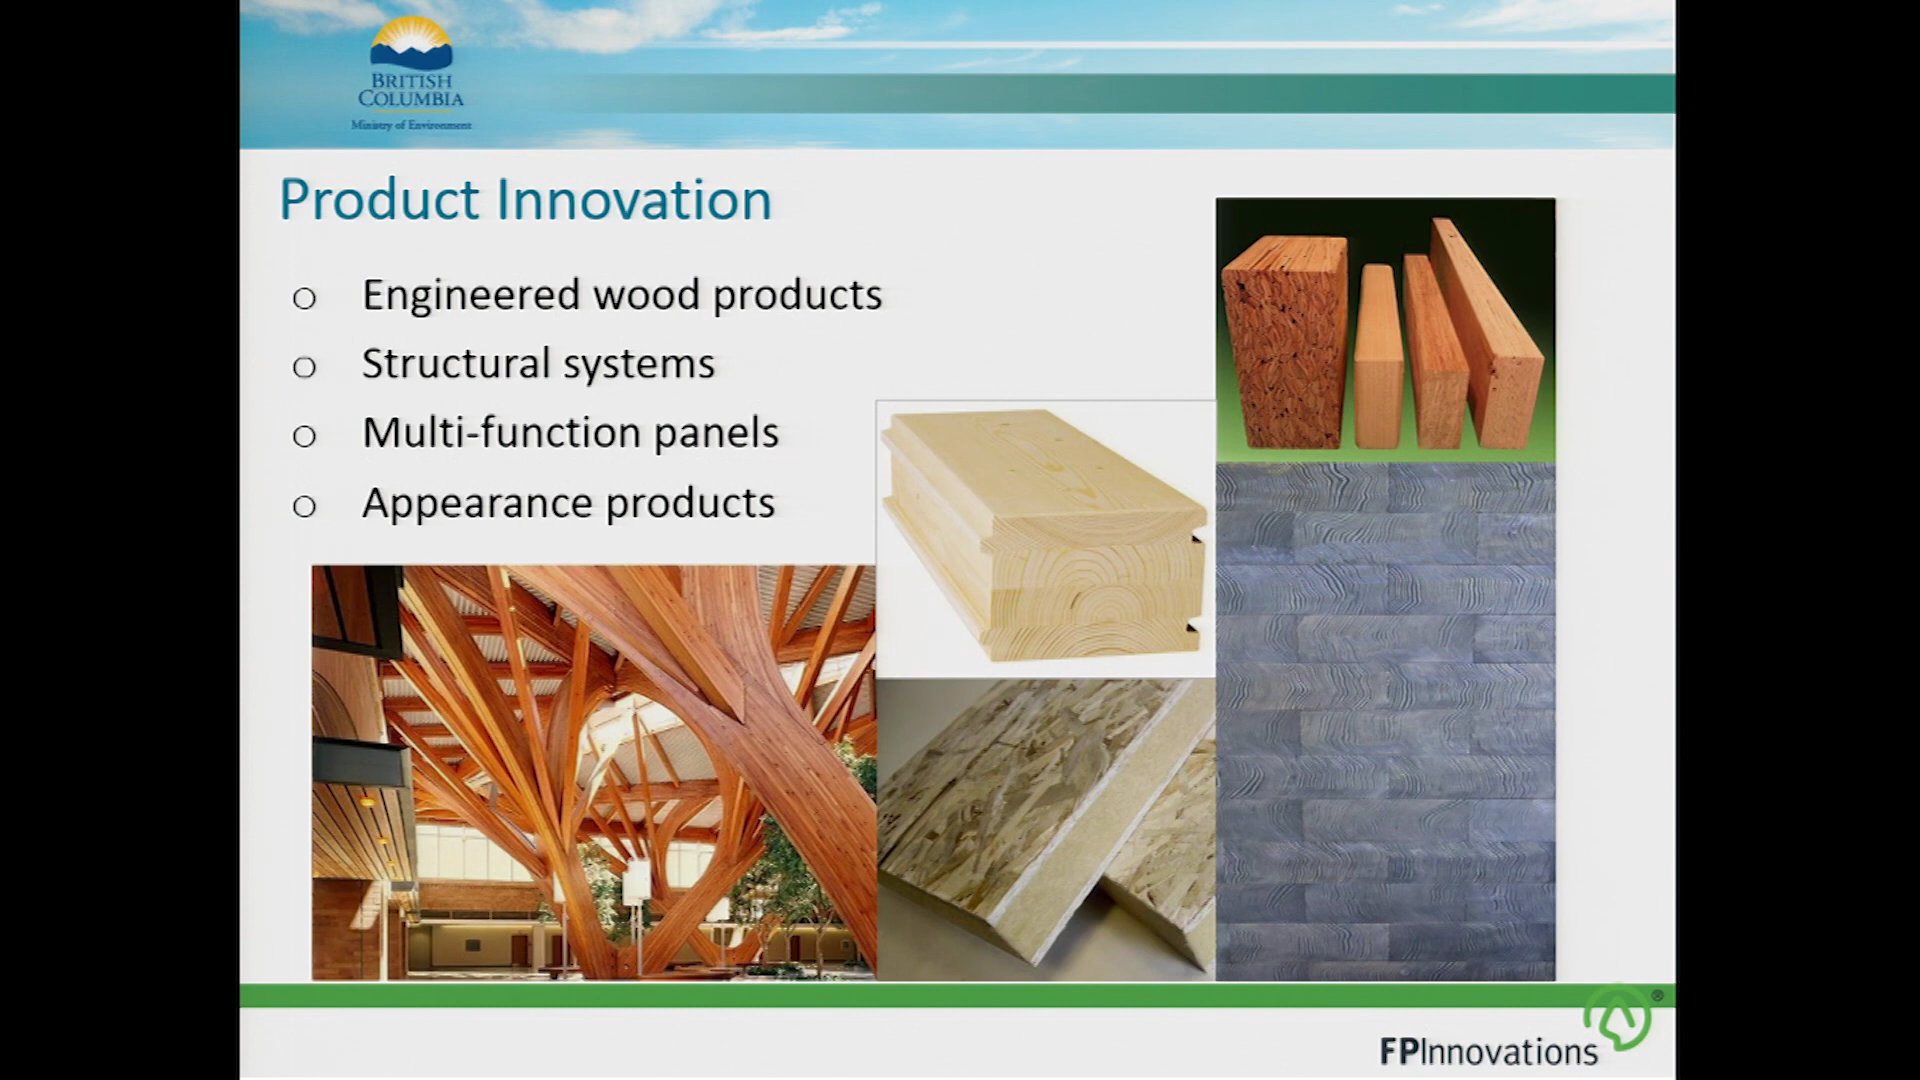 BRITISH
COLUMBIA
Ministry of Environment
Product Innovation
o Engineered wood products
o Structural systems
o Multi-function panels
o Appearance products
FPInnovations
®